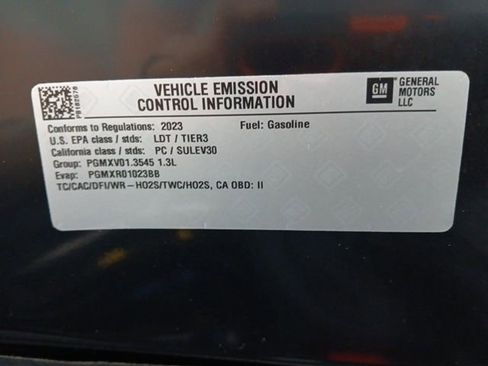 VEHICLE EMISSION
CONTROL INFORMATION
GM
GENERAL
MOTORS
LLC
Conforms to Regulations: 2023 Fuel: Gasoline
U.S. EPA class / stds: LDT / TIER3
California class / stds: PC / SULEV30
Group: PGMXV01.3545 1.3L
Evap: PGMXR01023BB
TC/CAC/DFI/WR-HO2S/TWC/HO2S, CA OBD: II